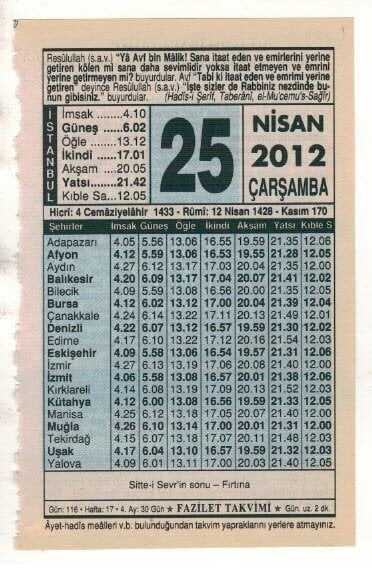 Resûlullah (s.a.v.) "Yâ Avf bin Mâlik! Sana itaat eden ve emirlerini yerine
getiren kölen mi sana daha sevimlidir yoksa itaat etmeyen ve emrini
yerine getirmeyen mi? buyurdular. Avf "Tabi ki itaat eden ve emrimi yerine
getiren" deyince Resûlullah (s.a.v.) "İşte sizler de Rabbiniz nezdinde bu-
nun gibisiniz." buyurdular. (Hadîs-i Şerif, Taberânî, el-Mu'cemu's-Sağîr)
İSTANBUL
İmsak ......4.10
Güneş ......6.02
Öğle .......13.12
İkindi ......17.01
Akşam ...20.05
Yatsı.......21.42
Kıble Sa...12.05
25
NİSAN
2012
ÇARŞAMBA
Hicrî: 4 Cemâziyelâhir 1433 - Rûmî: 12 Nisan 1428 - Kasım 170
Şehirler İmsak Güneş Öğle İkindi Akşam Yatsı Kıble S
Adapazarı 4.05 5.56 13.06 16.55 19.59 21.35 12.06
Afyon 4.12 5.59 13.06 16.53 19.55 21.28 12.05
Aydın 4.27 6.12 13.17 17.03 20.04 21.35 12.00
Balıkesir 4.20 6.09 13.17 17.04 20.07 21.41 12.02
Bilecik 4.09 5.59 13.08 16.56 20.00 21.35 12.05
Bursa 4.12 6.02 13.12 17.00 20.04 21.39 12.04
Çanakkale 4.24 6.14 13.22 17.11 20.13 21.49 12.01
Denizli 4.22 6.07 13.12 16.57 19.59 21.30 12.02
Edirne 4.17 6.10 13.22 17.12 20.16 21.54 12.03
Eskişehir 4.09 5.58 13.06 16.54 19.57 21.31 12.06
İzmir 4.27 6.13 13.19 17.06 20.08 21.40 12.00
İzmit 4.06 5.58 13.08 16.57 20.01 21.38 12.06
Kırklareli 4.14 6.08 13.19 17.09 20.13 21.52 12.03
Kütahya 4.12 6.00 13.08 16.56 19.59 21.33 12.05
Manisa 4.25 6.12 13.18 17.05 20.07 21.40 12.00
Muğla 4.26 6.10 13.14 17.00 20.01 21.31 12.00
Tekirdağ 4.15 6.07 13.18 17.07 20.11 21.48 12.03
Uşak 4.17 6.04 13.10 16.57 19.59 21.32 12.03
Yalova 4.09 6.01 13.11 17.00 20.03 21.40 12.05
Sitte-i Sevr'in sonu – Fırtına
Gün: 116 • Hafta: 17 • 4. Ay: 30 Gün ★ FAZİLET TAKVİMİ ★ Gün. uz. 2 dk.
Âyet-hadîs meâlleri v.b. bulunduğundan takvim yapraklarını yerlere atmayınız.